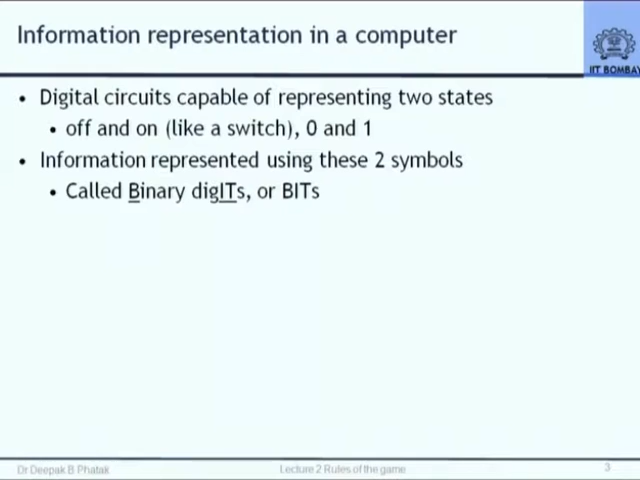 Information representation in a computer
IIT BOMBAY
• Digital circuits capable of representing two states
• off and on (like a switch), 0 and 1
• Information represented using these 2 symbols
• Called Binary digITs, or BITs
Dr Deepak B Phatak
Lecture 2 Rules of the game
3